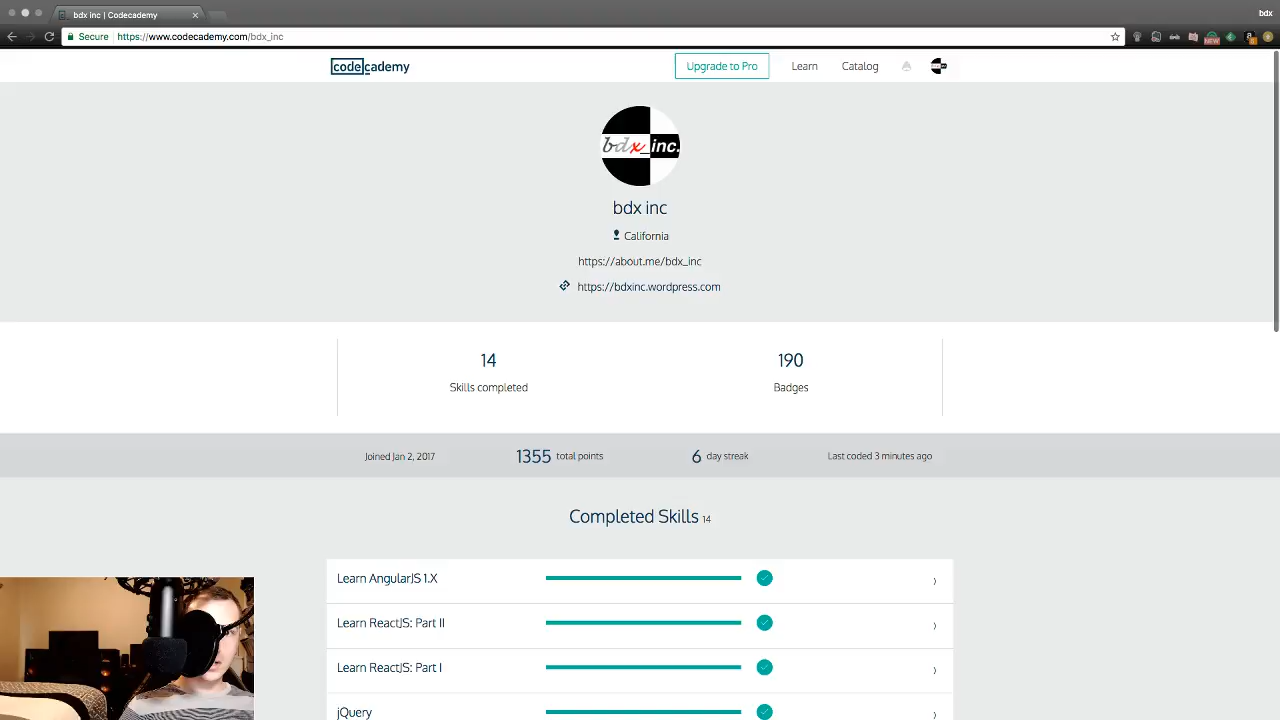 bdx inc | Codecademy
bdx
Secure https://www.codecademy.com/bdx_inc
codecademy
Upgrade to Pro
Learn
Catalog
bdx_inc.
bdx inc
California
https://about.me/bdx_inc
https://bdxinc.wordpress.com
14
Skills completed
190
Badges
Joined Jan 2, 2017
1355 total points
6 day streak
Last coded 3 minutes ago
Completed Skills 14
Learn AngularJS 1.X
Learn ReactJS: Part II
Learn ReactJS: Part I
jQuery